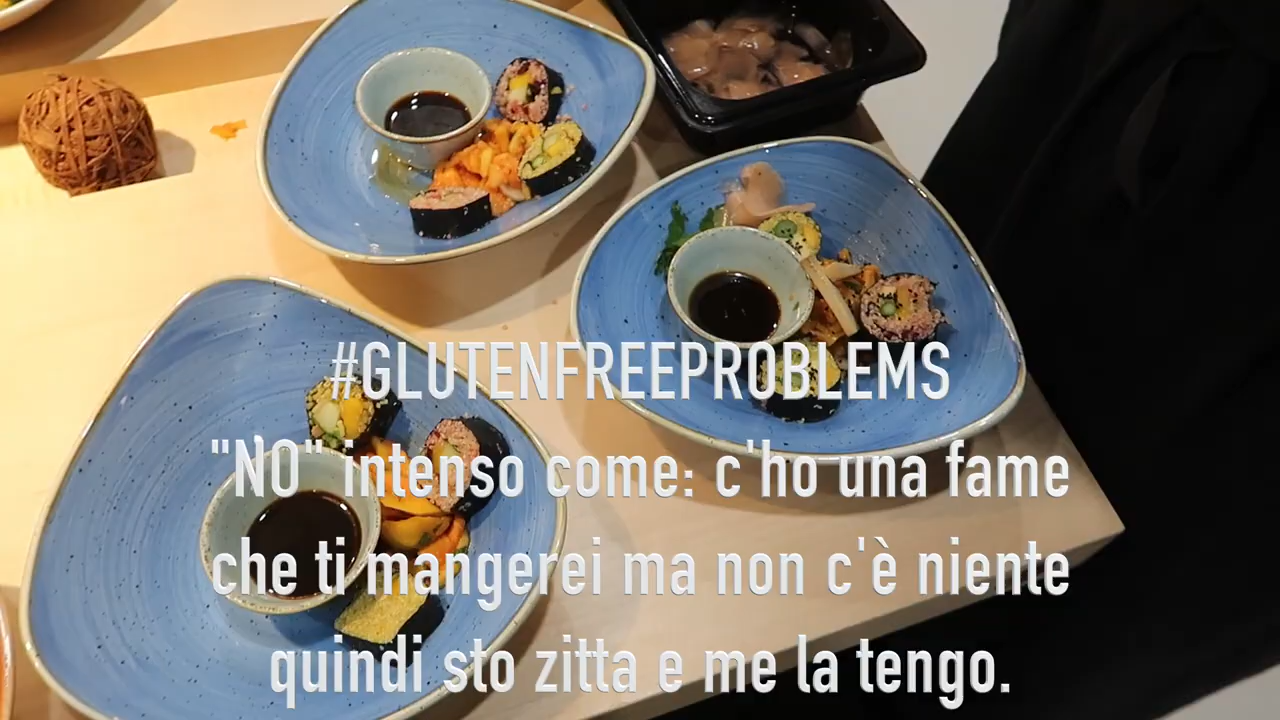 #GLUTENFREEPROBLEMS
"NO" intenso come: c'ho una fame
che ti mangerei ma non c'è niente
quindi sto zitta e me la tengo.